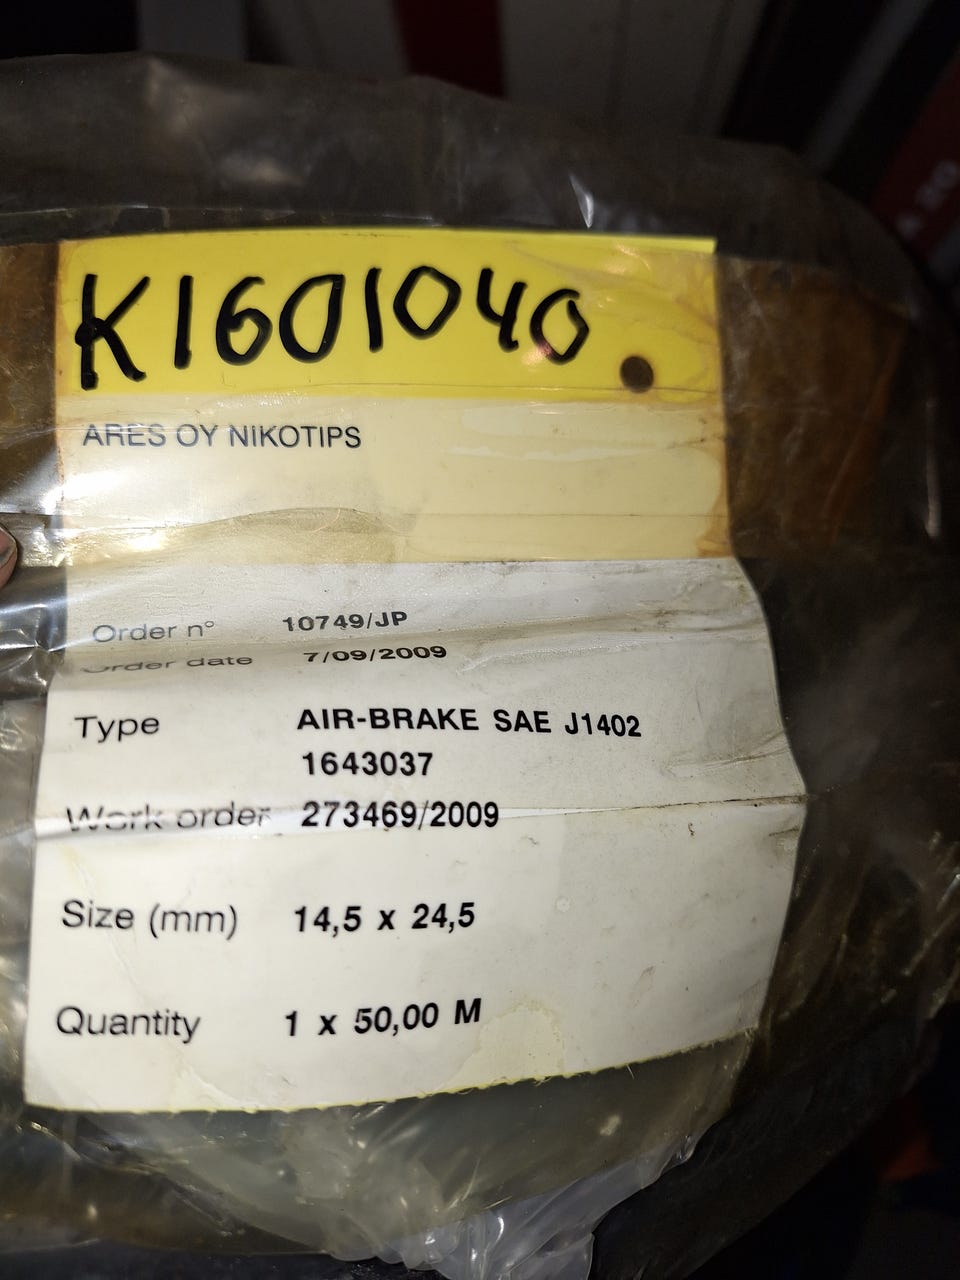 K1601040
ARES OY NIKOTIPS
Order n° 10749/JP
Order date 7/09/2009
Type AIR-BRAKE SAE J1402
1643037
Work order 273469/2009
Size (mm) 14,5 x 24,5
Quantity 1 x 50,00 M